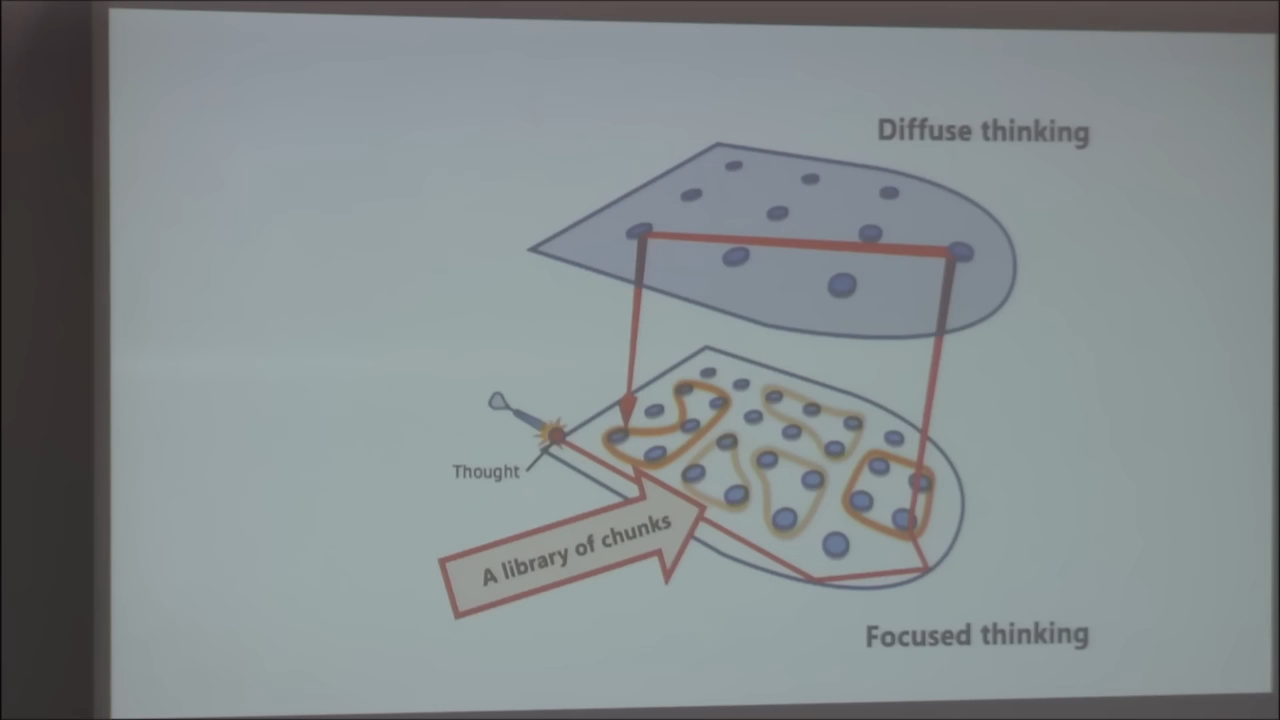 Diffuse thinking
Thought
A library of chunks
Focused thinking